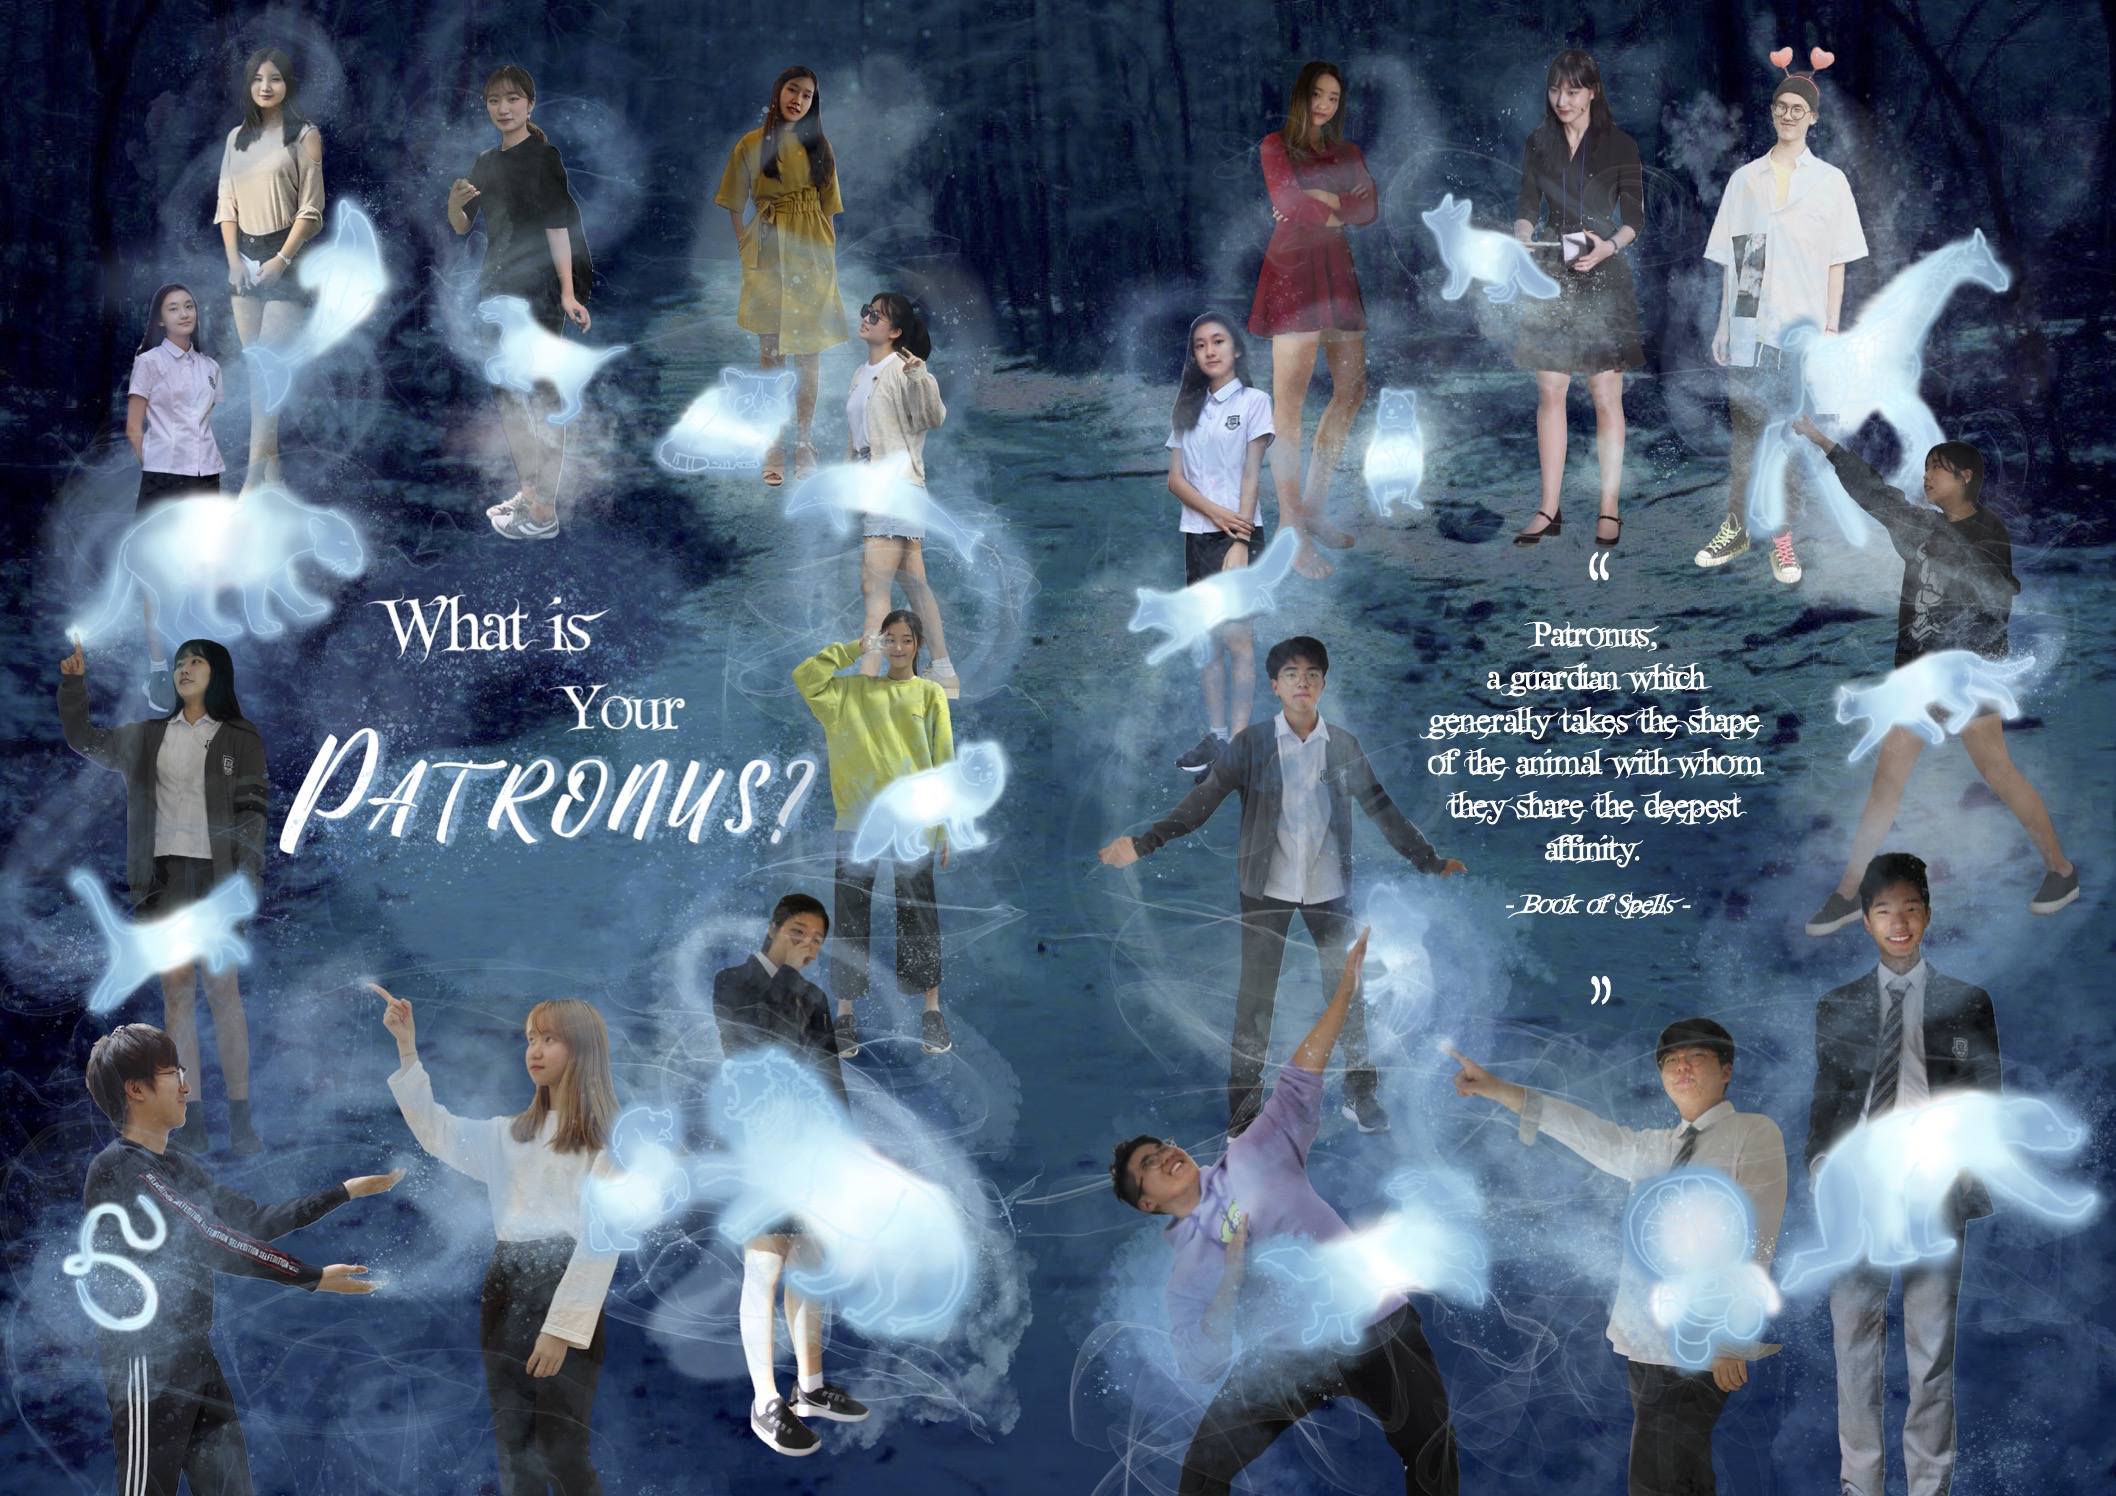 What is
Your
PATRONUS?
“
Patronus,
a guardian which
generally takes the shape
of the animal with whom
they share the deepest
affinity.
- Book of Spells -
”
SELFEDITION SELFEDITION SELFEDITION